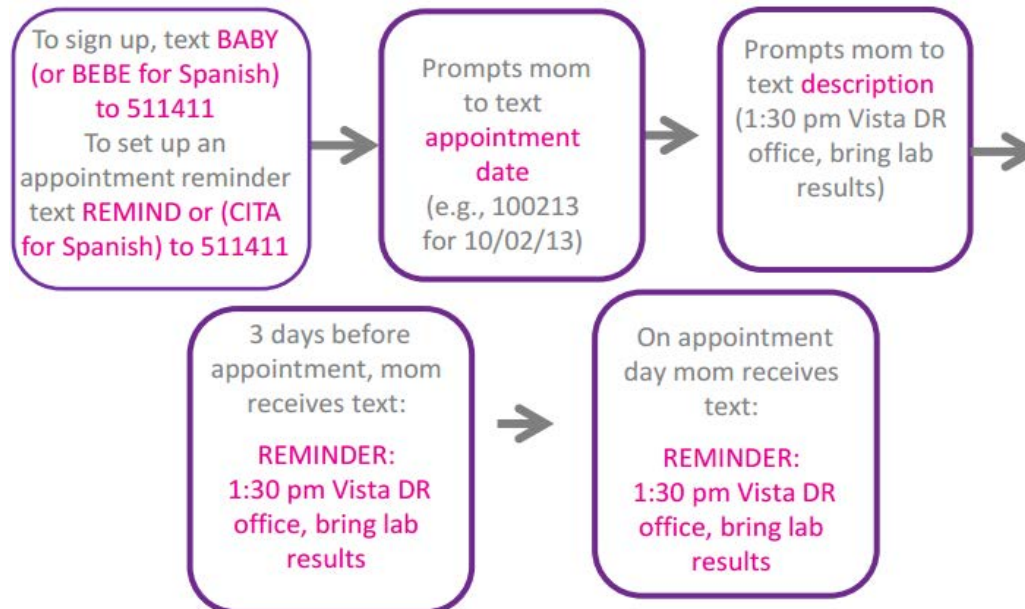 To sign up, text BABY
(or BEBE for Spanish)
to 511411
To set up an
appointment reminder
text REMIND or (CITA
for Spanish) to 511411
Prompts mom
to text
appointment
date
(e.g., 100213
for 10/02/13)
Prompts mom to
text description
(1:30 pm Vista DR
office, bring lab
results)
3 days before
appointment, mom
receives text:
REMINDER:
1:30 pm Vista DR
office, bring lab
results
On appointment
day mom receives
text:
REMINDER:
1:30 pm Vista DR
office, bring lab
results